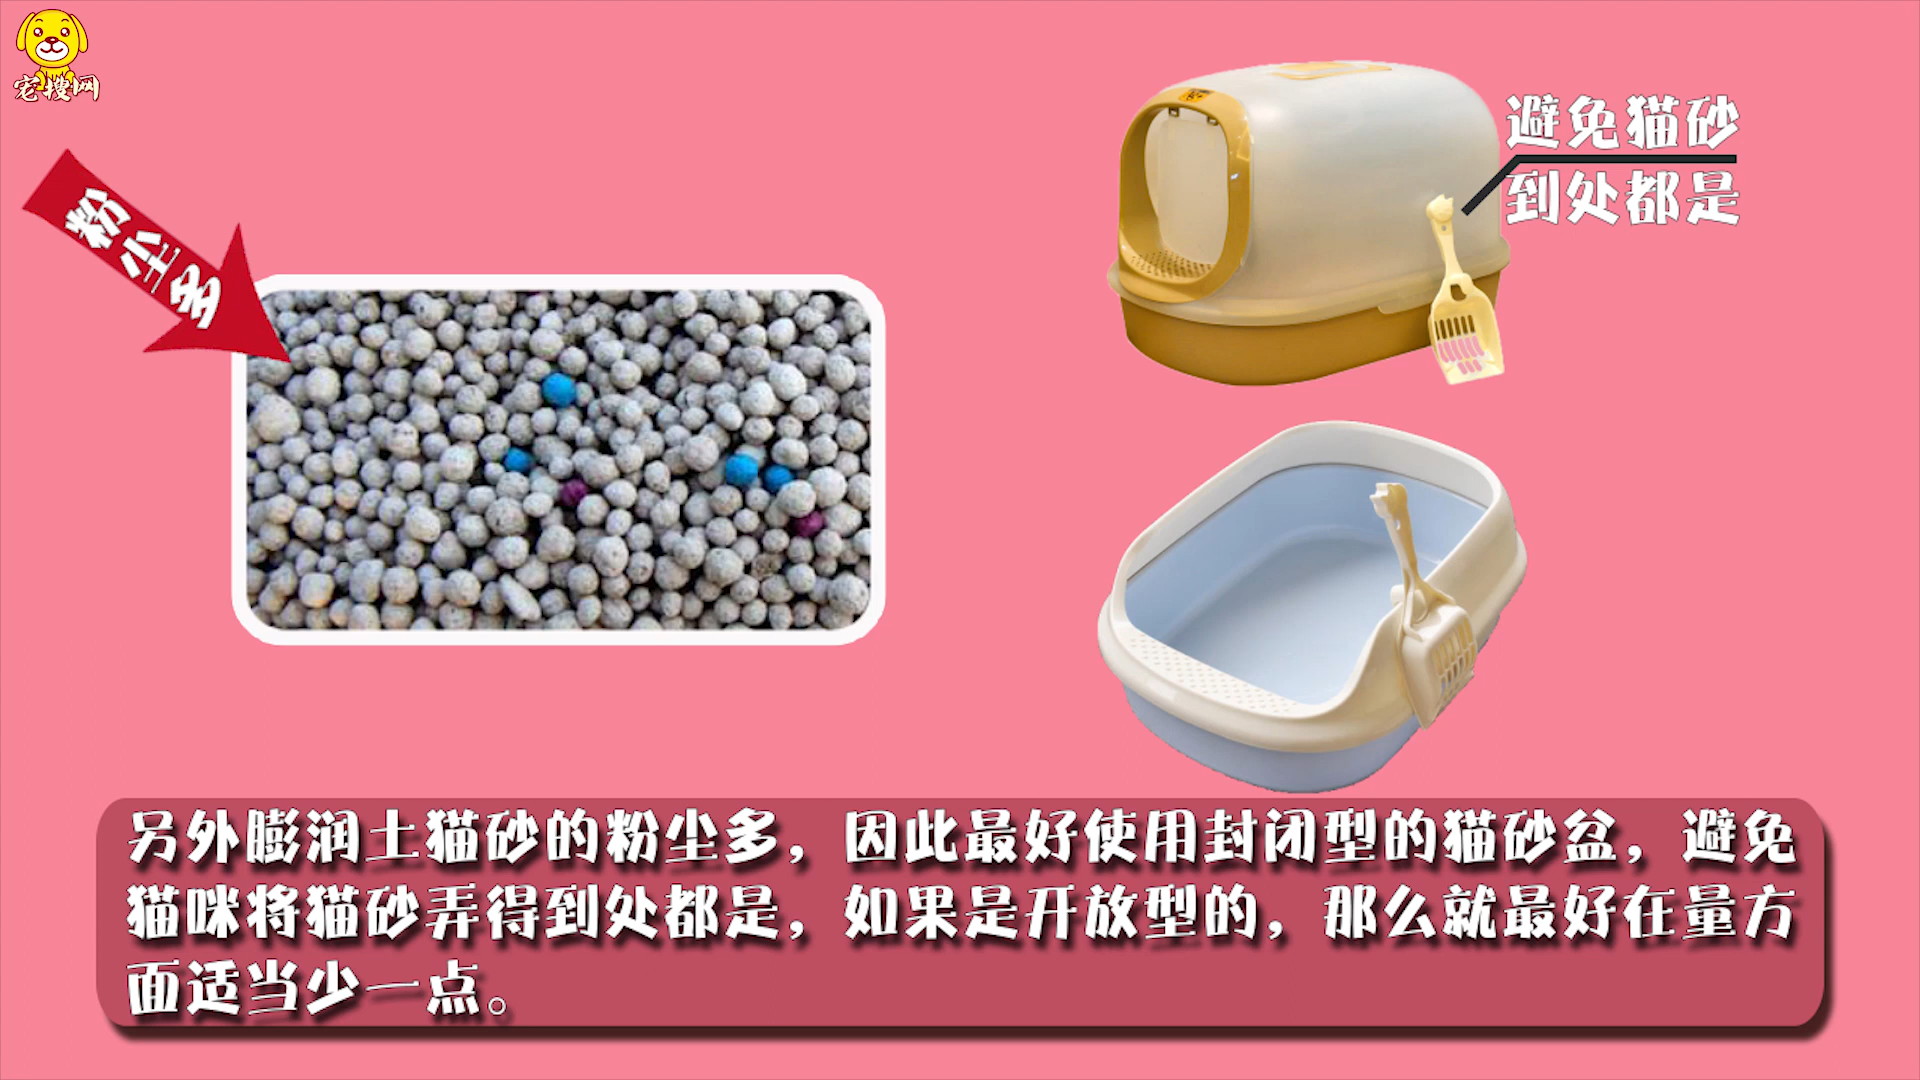 宠搜网
粉尘多
避免猫砂
到处都是
另外膨润土猫砂的粉尘多，因此最好使用封闭型的猫砂盆，避免
猫咪将猫砂弄得到处都是，如果是开放型的，那么就最好在量方
面适当少一点。